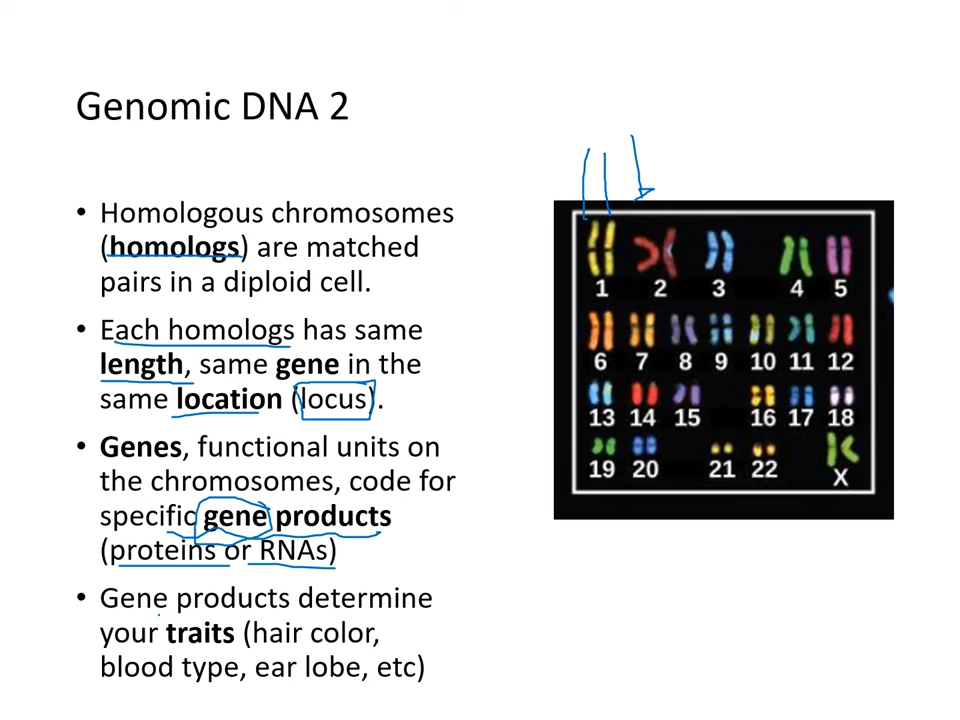 Genomic DNA 2
• Homologous chromosomes
(homologs) are matched
pairs in a diploid cell.
• Each homologs has same
length, same gene in the
same location (locus).
• Genes, functional units on
the chromosomes, code for
specific gene products
(proteins or RNAs)
• Gene products determine
your traits (hair color,
blood type, ear lobe, etc)
1 2 3 4 5
6 7 8 9 10 11 12
13 14 15 16 17 18
19 20 21 22 X